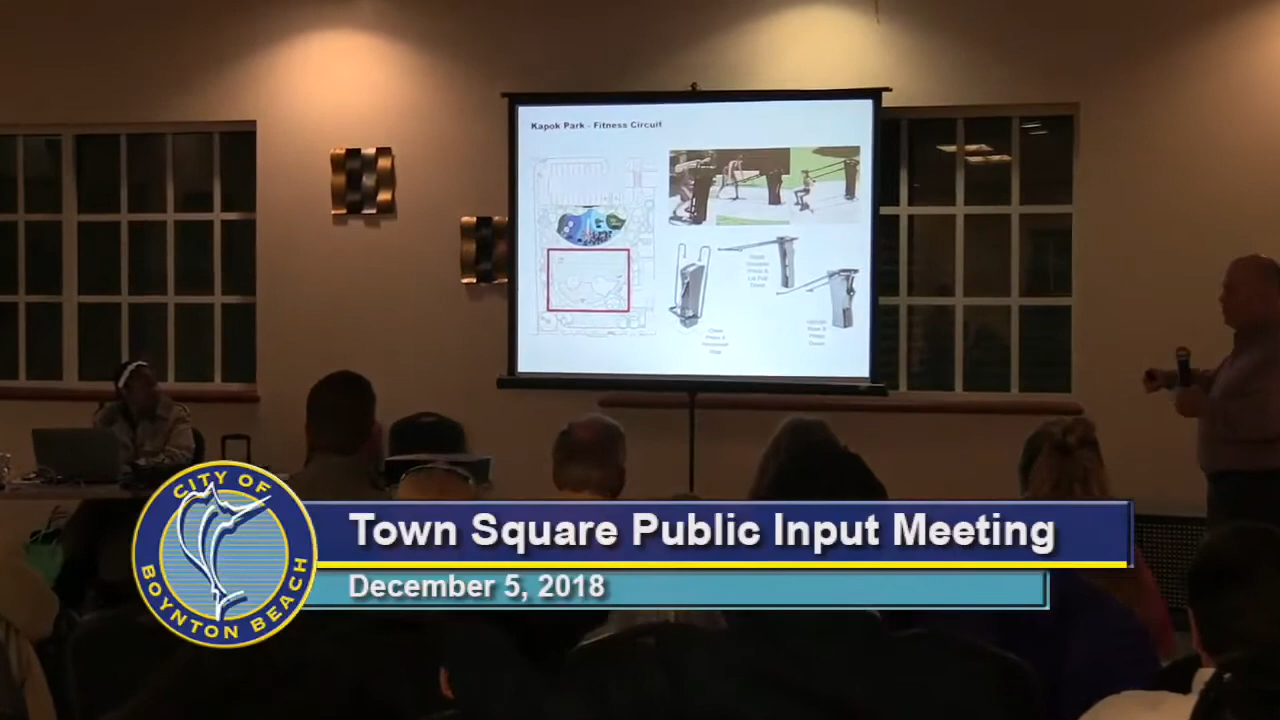 Kapok Park - Fitness Circuit
Town Square Public Input Meeting
December 5, 2018
CITY OF
BOYNTON BEACH